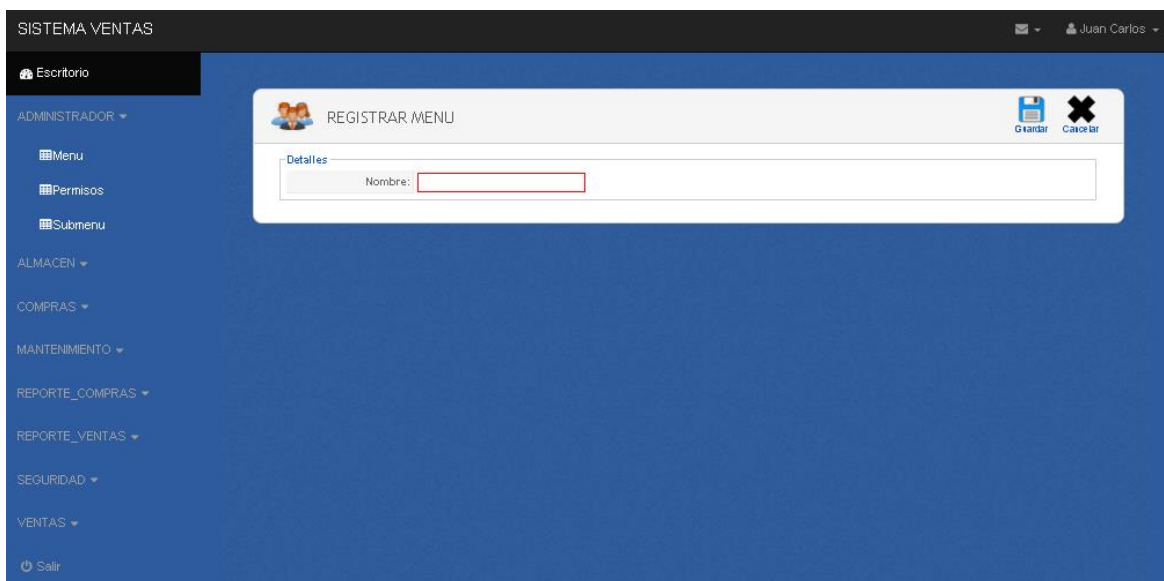 SISTEMA VENTAS
Juan Carlos
Escritorio
ADMINISTRADOR
Menu
Permisos
Submenu
ALMACEN
COMPRAS
MANTENIMIENTO
REPORTE_COMPRAS
REPORTE_VENTAS
SEGURIDAD
VENTAS
Salir
REGISTRAR MENU
Guardar Cancelar
Detalles
Nombre: